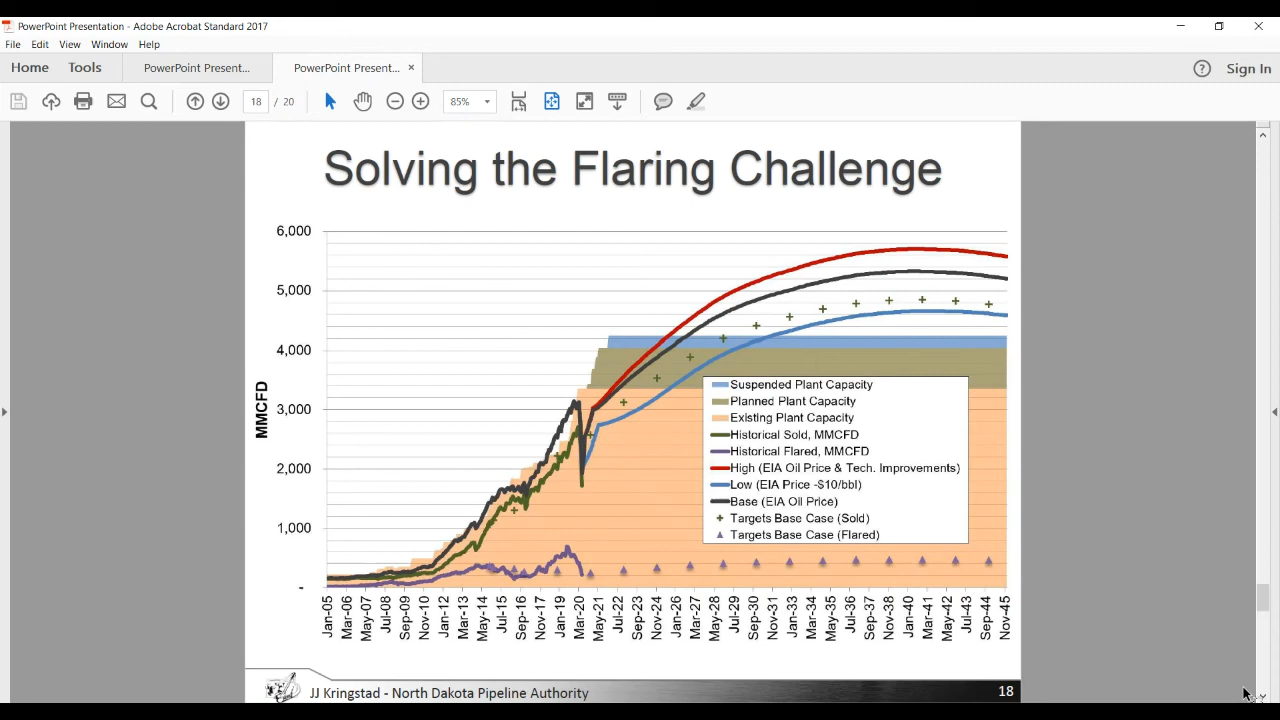 PowerPoint Presentation - Adobe Acrobat Standard 2017
File Edit View Window Help
Home Tools PowerPoint Present... PowerPoint Present... ×
? Sign In
18 / 20 85%
Solving the Flaring Challenge
6,000
5,000
4,000
3,000
2,000
1,000
-
MMCFD
Suspended Plant Capacity
Planned Plant Capacity
Existing Plant Capacity
Historical Sold, MMCFD
Historical Flared, MMCFD
High (EIA Oil Price & Tech. Improvements)
Low (EIA Price -$10/bbl)
Base (EIA Oil Price)
Targets Base Case (Sold)
Targets Base Case (Flared)
Jan-05
Mar-06
May-07
Jul-08
Sep-09
Nov-10
Jan-12
Mar-13
May-14
Jul-15
Sep-16
Nov-17
Jan-19
Mar-20
May-21
Jul-22
Sep-23
Nov-24
Jan-26
Mar-27
May-28
Jul-29
Sep-30
Nov-31
Jan-33
Mar-34
May-35
Jul-36
Sep-37
Nov-38
Jan-40
Mar-41
May-42
Jul-43
Sep-44
Nov-45
JJ Kringstad - North Dakota Pipeline Authority
18